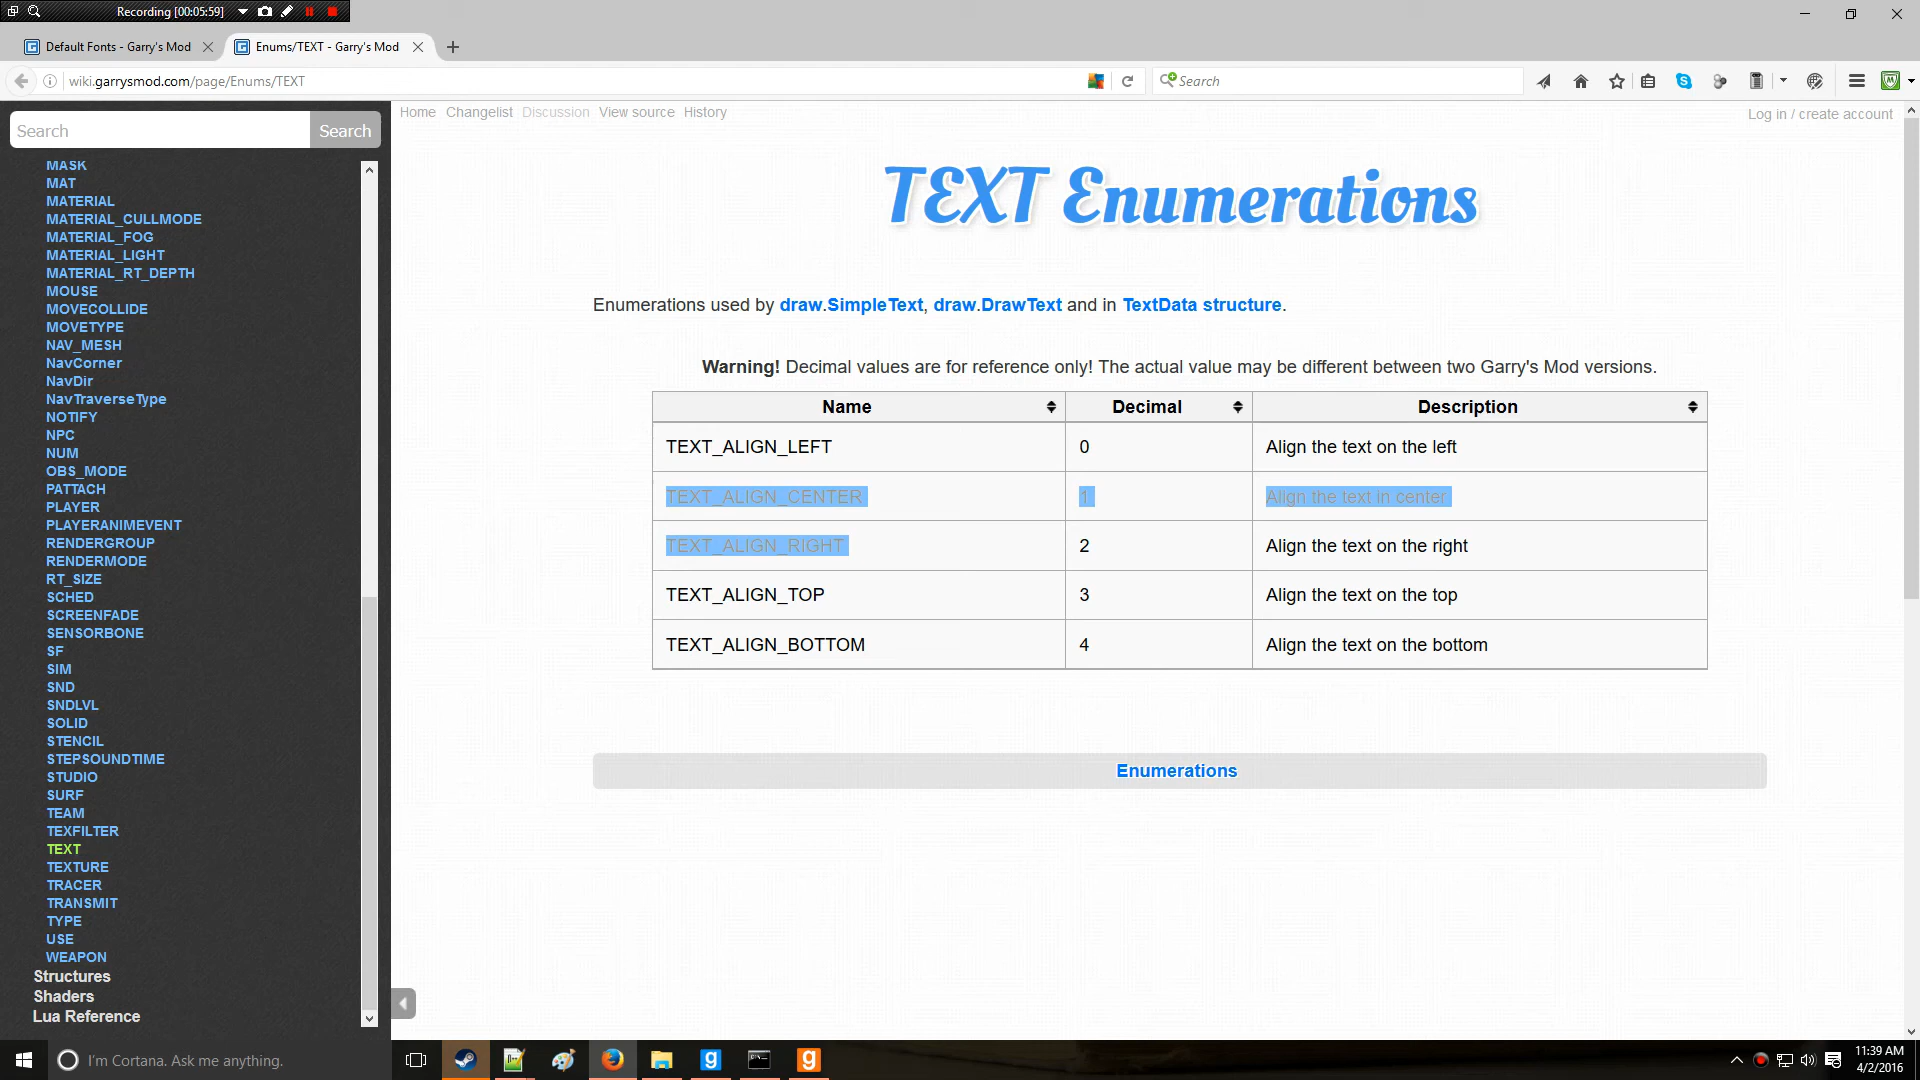 Recording [00:05:59]
Default Fonts - Garry's Mod
Enums/TEXT - Garry's Mod
wiki.garrysmod.com/page/Enums/TEXT
Search
Search
Search
Home Changelist Discussion View source History
Log in / create account
MASK
MAT
MATERIAL
MATERIAL_CULLMODE
MATERIAL_FOG
MATERIAL_LIGHT
MATERIAL_RT_DEPTH
MOUSE
MOVECOLLIDE
MOVETYPE
NAV_MESH
NavCorner
NavDir
NavTraverseType
NOTIFY
NPC
NUM
OBS_MODE
PATTACH
PLAYER
PLAYERANIMEVENT
RENDERGROUP
RENDERMODE
RT_SIZE
SCHED
SCREENFADE
SENSORBONE
SF
SIM
SND
SNDLVL
SOLID
STENCIL
STEPSOUNDTIME
STUDIO
SURF
TEAM
TEXFILTER
TEXT
TEXTURE
TRACER
TRANSMIT
TYPE
USE
WEAPON
Structures
Shaders
Lua Reference
TEXT Enumerations
Enumerations used by draw.SimpleText, draw.DrawText and in TextData structure.
Warning! Decimal values are for reference only! The actual value may be different between two Garry's Mod versions.
Name Decimal Description
TEXT_ALIGN_LEFT 0 Align the text on the left
TEXT_ALIGN_CENTER 1 Align the text in center
TEXT_ALIGN_RIGHT 2 Align the text on the right
TEXT_ALIGN_TOP 3 Align the text on the top
TEXT_ALIGN_BOTTOM 4 Align the text on the bottom
Enumerations
I'm Cortana. Ask me anything.
11:39 AM
4/2/2016